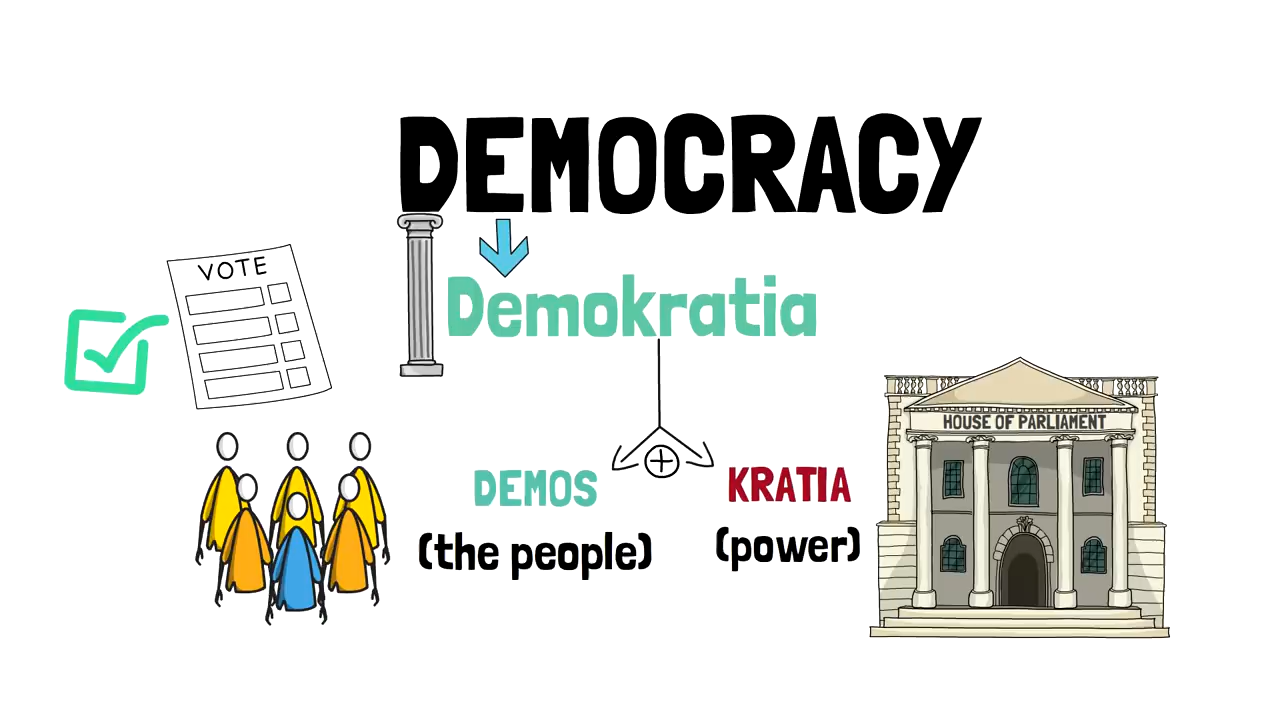 DEMOCRACY
Demokratia
VOTE
HOUSE OF PARLIAMENT
DEMOS
(the people)
KRATIA
(power)